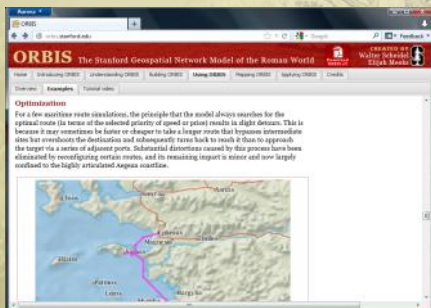 Aurora
ORBIS
orbis.stanford.edu
Google
Feedback
ORBIS The Stanford Geospatial Network Model of the Roman World
CREATED BY
Walter Scheidel
Elijah Meeks
Home Introducing ORBIS Understanding ORBIS Building ORBIS Using ORBIS Mapping ORBIS Applying ORBIS Credits
Overview Examples Tutorial video
Optimization
For a few maritime route simulations, the principle that the model always searches for the
optimal route (in terms of the selected priority of speed or price) results in slight detours. This is
because it may sometimes be faster or cheaper to take a longer route that bypasses intermediate
sites but overshoots the destination and subsequently turns back to reach it than to approach
the target via a series of adjacent ports. Substantial distortions caused by this process have been
eliminated by reconfiguring certain routes, and its remaining impact is minor and now largely
confined to the highly articulated Aegean coastline.
Ephesus